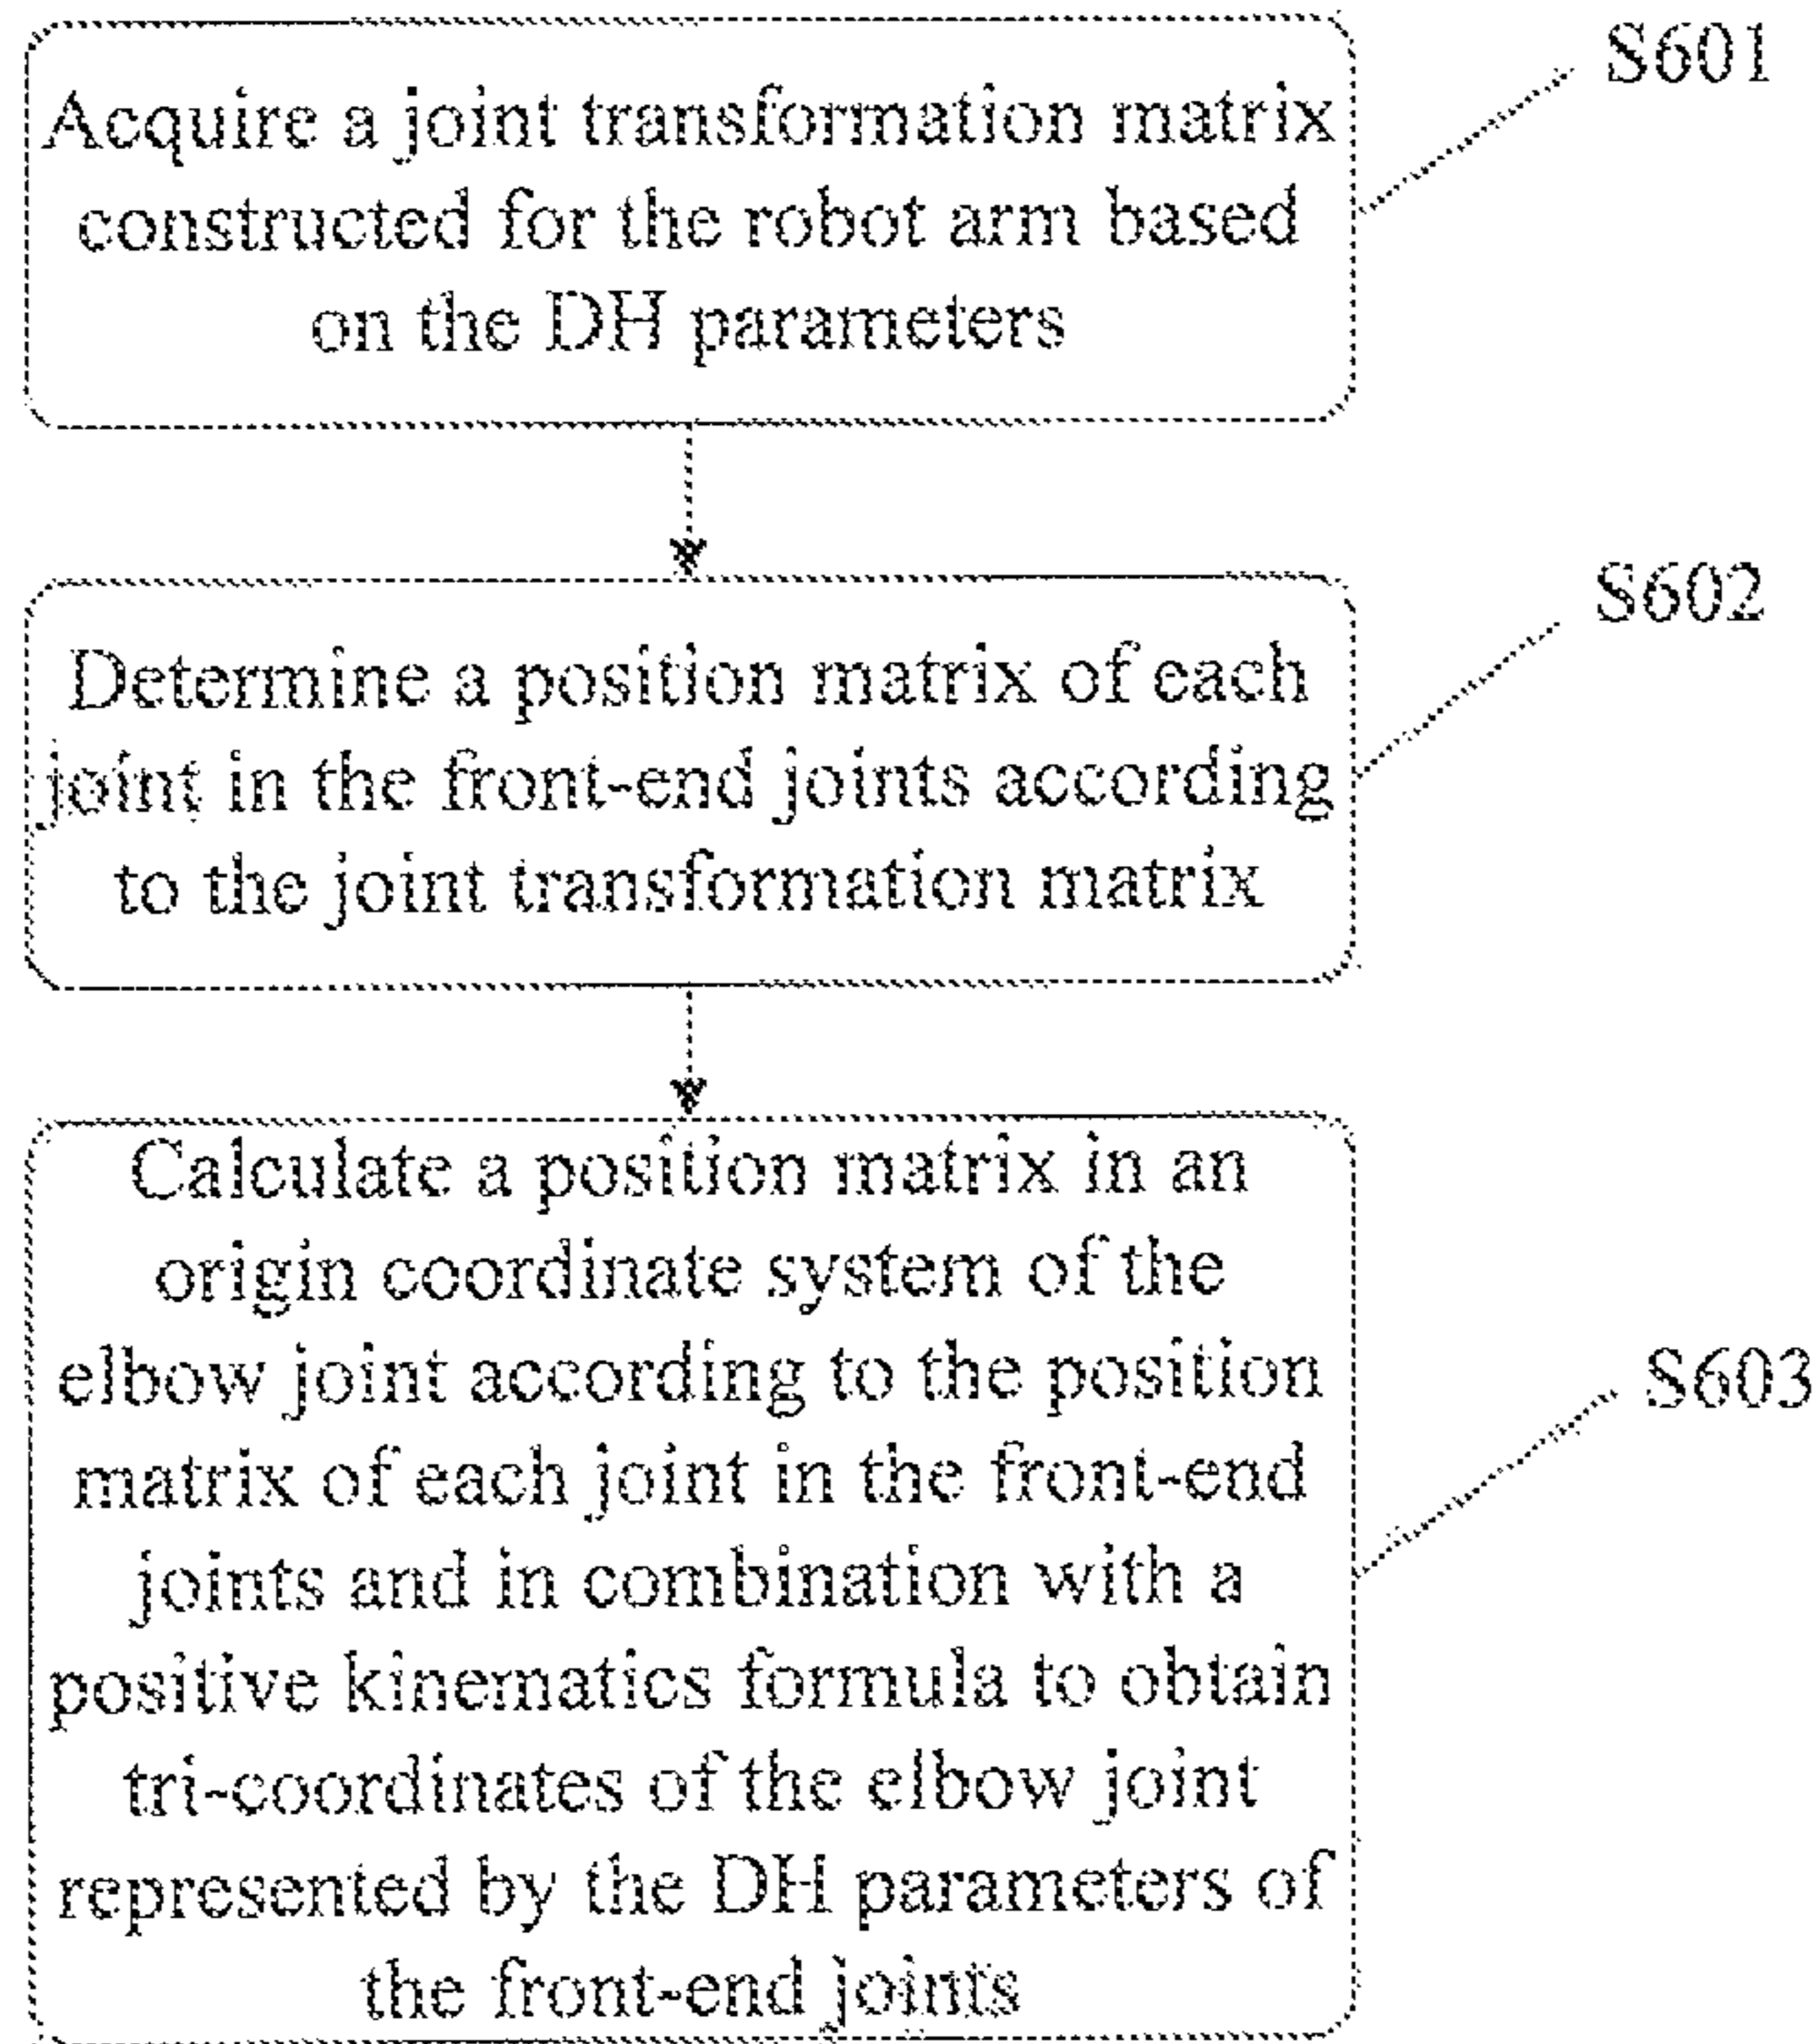 S601
Acquire a joint transformation matrix
constructed for the robot arm based
on the DH parameters
S602
Determine a position matrix of each
joint in the front-end joints according
to the joint transformation matrix
Calculate a position matrix in an
origin coordinate system of the
elbow joint according to the position
S603
matrix of each joint in the front-end
joints and in combination with a
positive kinematics formula to obtain
tri-coordinates of the elbow joint
represented by the DH parameters of
the front-end joints